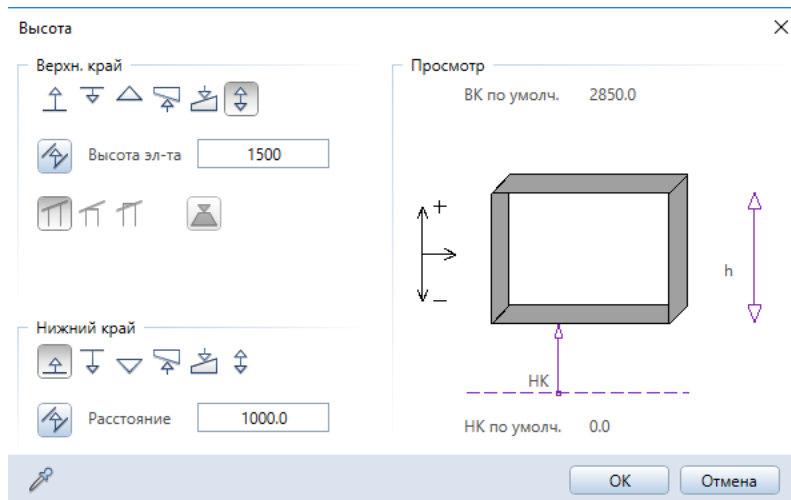 Высота
Верхн. край
Высота эл-та 1500
Нижний край
Расстояние 1000.0
Просмотр
ВК по умолч. 2850.0
+
−
h
НК
НК по умолч. 0.0
ОК Отмена